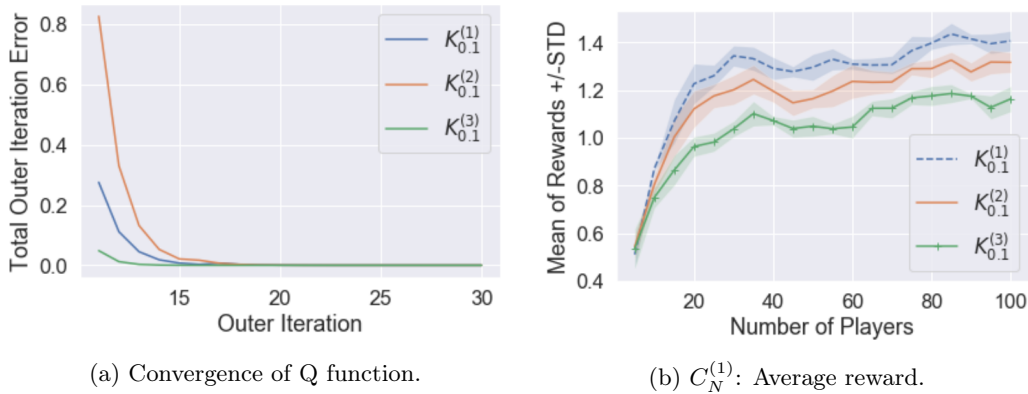 0.8
0.6
0.4
0.2
0.0
Total Outer Iteration Error
15
20
25
30
Outer Iteration
$K_{0.1}^{(1)}$
$K_{0.1}^{(2)}$
$K_{0.1}^{(3)}$
(a) Convergence of Q function.
1.4
1.2
1.0
0.8
0.6
0.4
Mean of Rewards +/-STD
20
40
60
80
100
Number of Players
$K_{0.1}^{(1)}$
$K_{0.1}^{(2)}$
$K_{0.1}^{(3)}$
(b) $C_N^{(1)}$: Average reward.